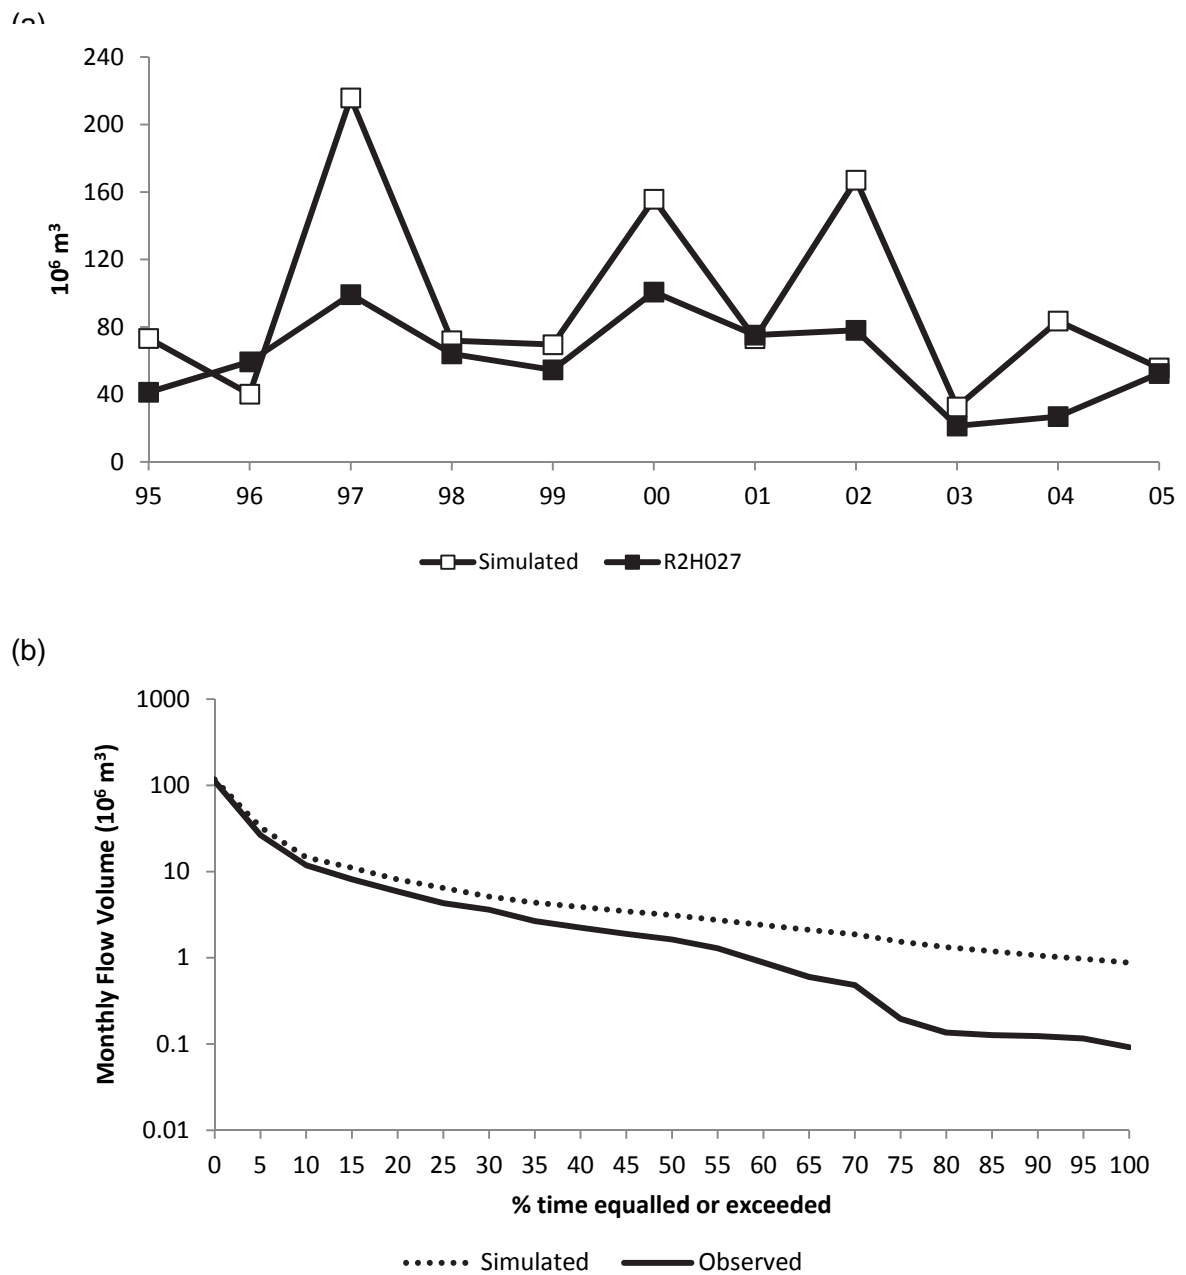 (a)
240
200
160
120
80
40
0
10⁶ m³
95 96 97 98 99 00 01 02 03 04 05
Simulated R2H027
(b)
1000
100
10
1
0.1
0.01
Monthly Flow Volume (10⁶ m³)
0 5 10 15 20 25 30 35 40 45 50 55 60 65 70 75 80 85 90 95 100
% time equalled or exceeded
Simulated Observed